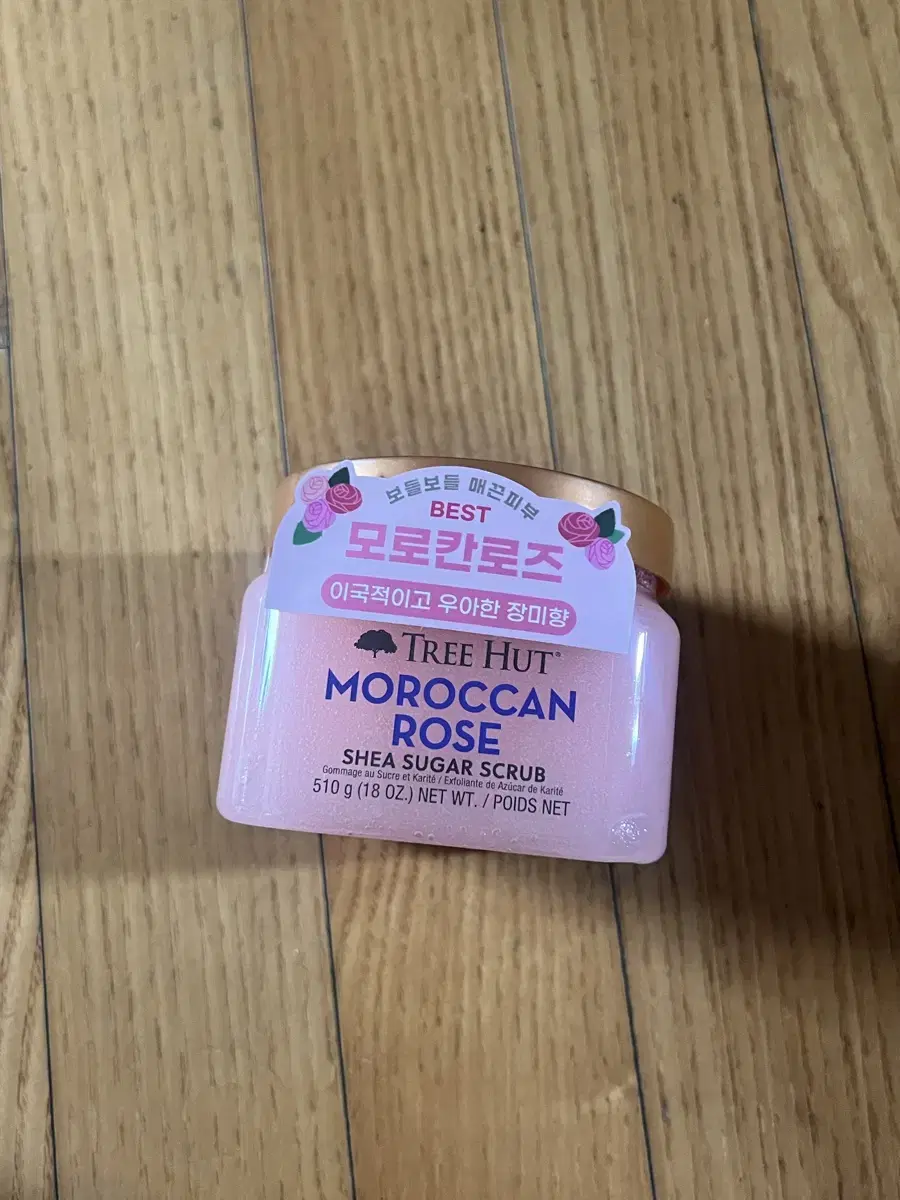 보들보들 매끈피부
BEST
모로칸로즈
이국적이고 우아한 장미향
TREE HUT®
MOROCCAN
ROSE
SHEA SUGAR SCRUB
Gommage au Sucre et Karité / Exfoliante de Azúcar de Karité
510 g (18 OZ.) NET WT. / POIDS NET